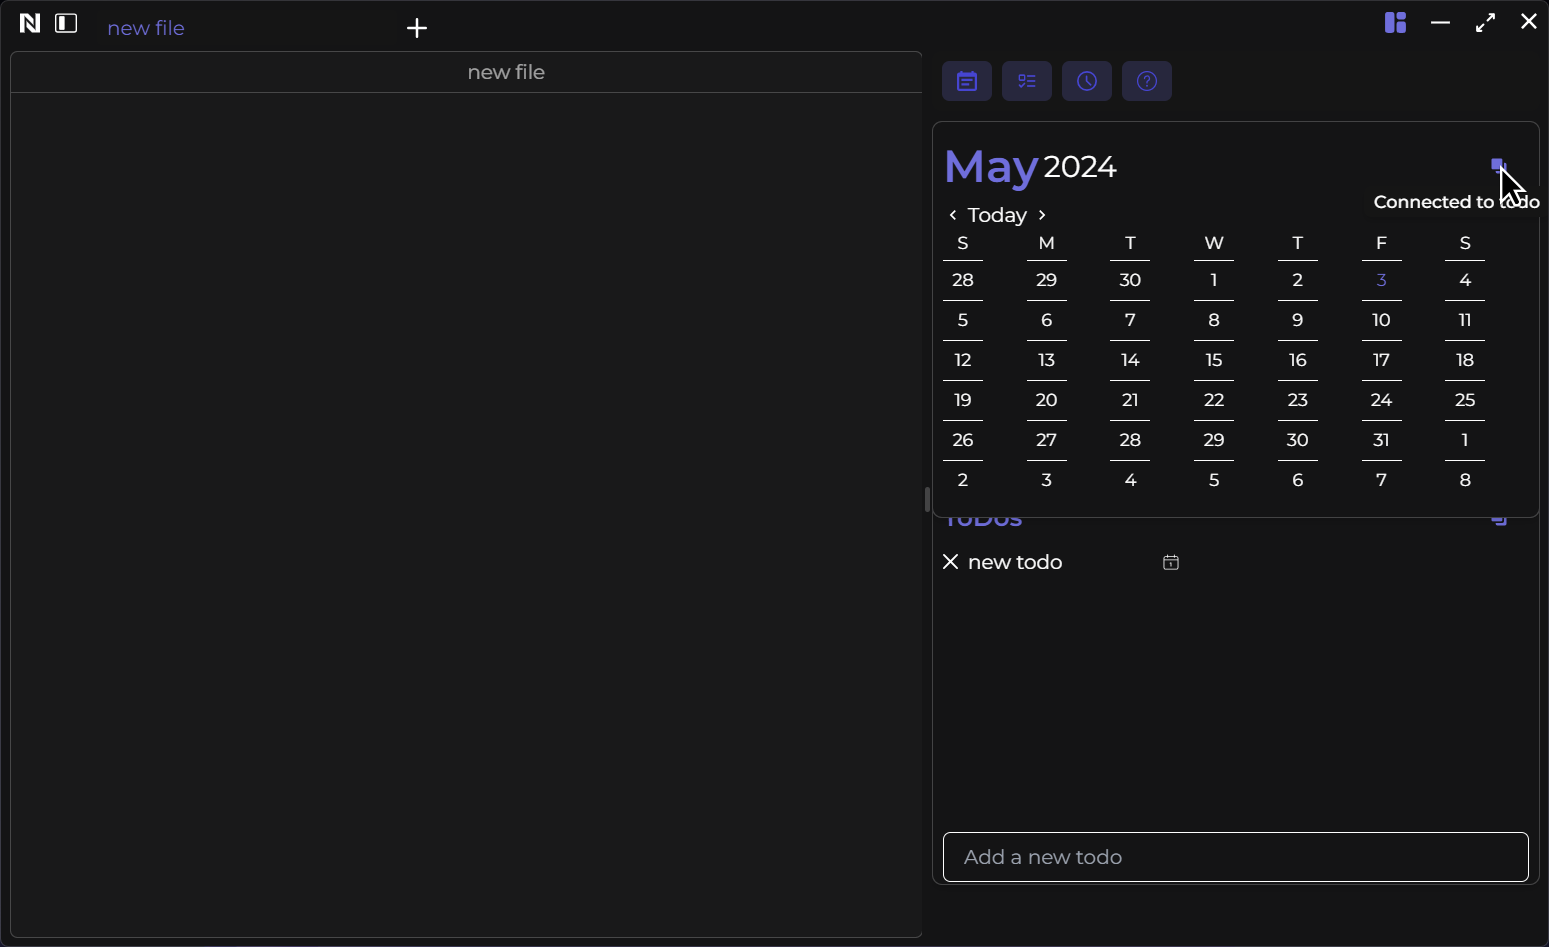 new file
new file
May 2024
Connected to todo
Today
S M T W T F S
28 29 30 1 2 3 4
5 6 7 8 9 10 11
12 13 14 15 16 17 18
19 20 21 22 23 24 25
26 27 28 29 30 31 1
2 3 4 5 6 7 8
ToDos
new todo
Add a new todo